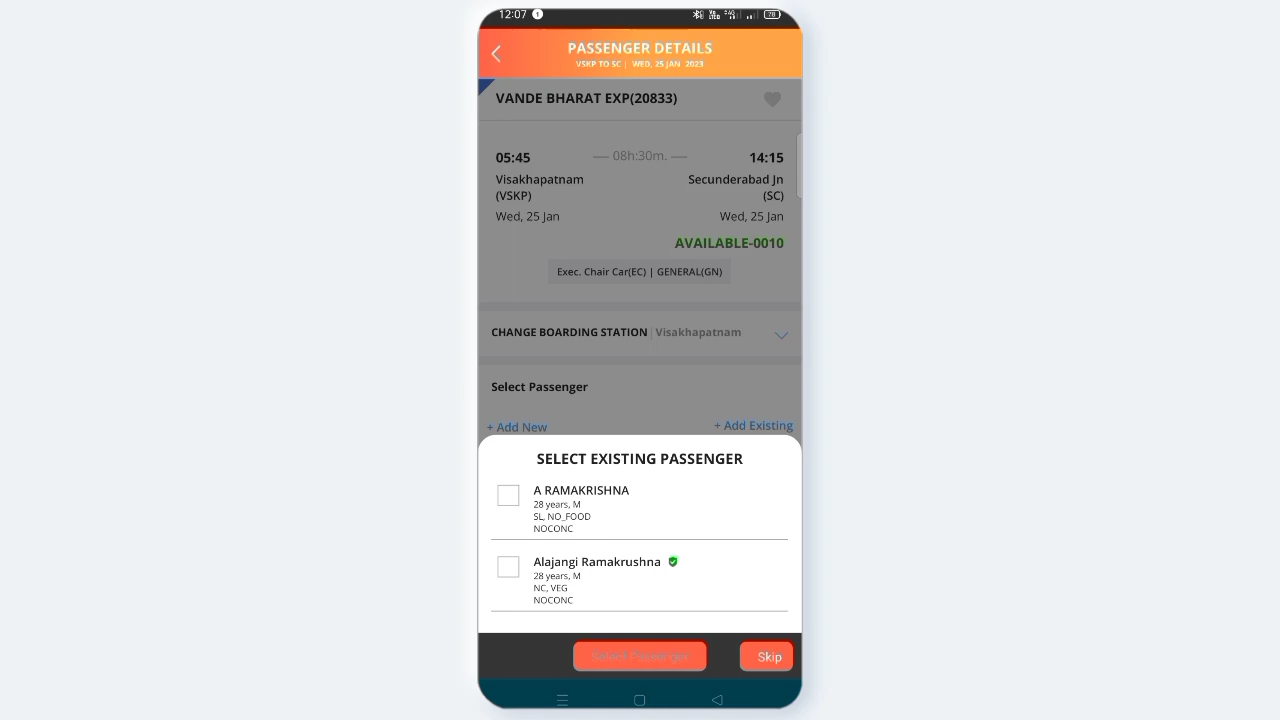 12:07
78
PASSENGER DETAILS
VSKP TO SC | WED, 25 JAN 2023
VANDE BHARAT EXP(20833)
05:45 — 08h:30m. — 14:15
Visakhapatnam Secunderabad Jn
(VSKP) (SC)
Wed, 25 Jan Wed, 25 Jan
AVAILABLE-0010
Exec. Chair Car(EC) | GENERAL(GN)
CHANGE BOARDING STATION | Visakhapatnam
Select Passenger
+ Add New + Add Existing
SELECT EXISTING PASSENGER
A RAMAKRISHNA
28 years, M
SL, NO_FOOD
NOCONC
Alajangi Ramakrushna
28 years, M
NC, VEG
NOCONC
Select Passenger Skip